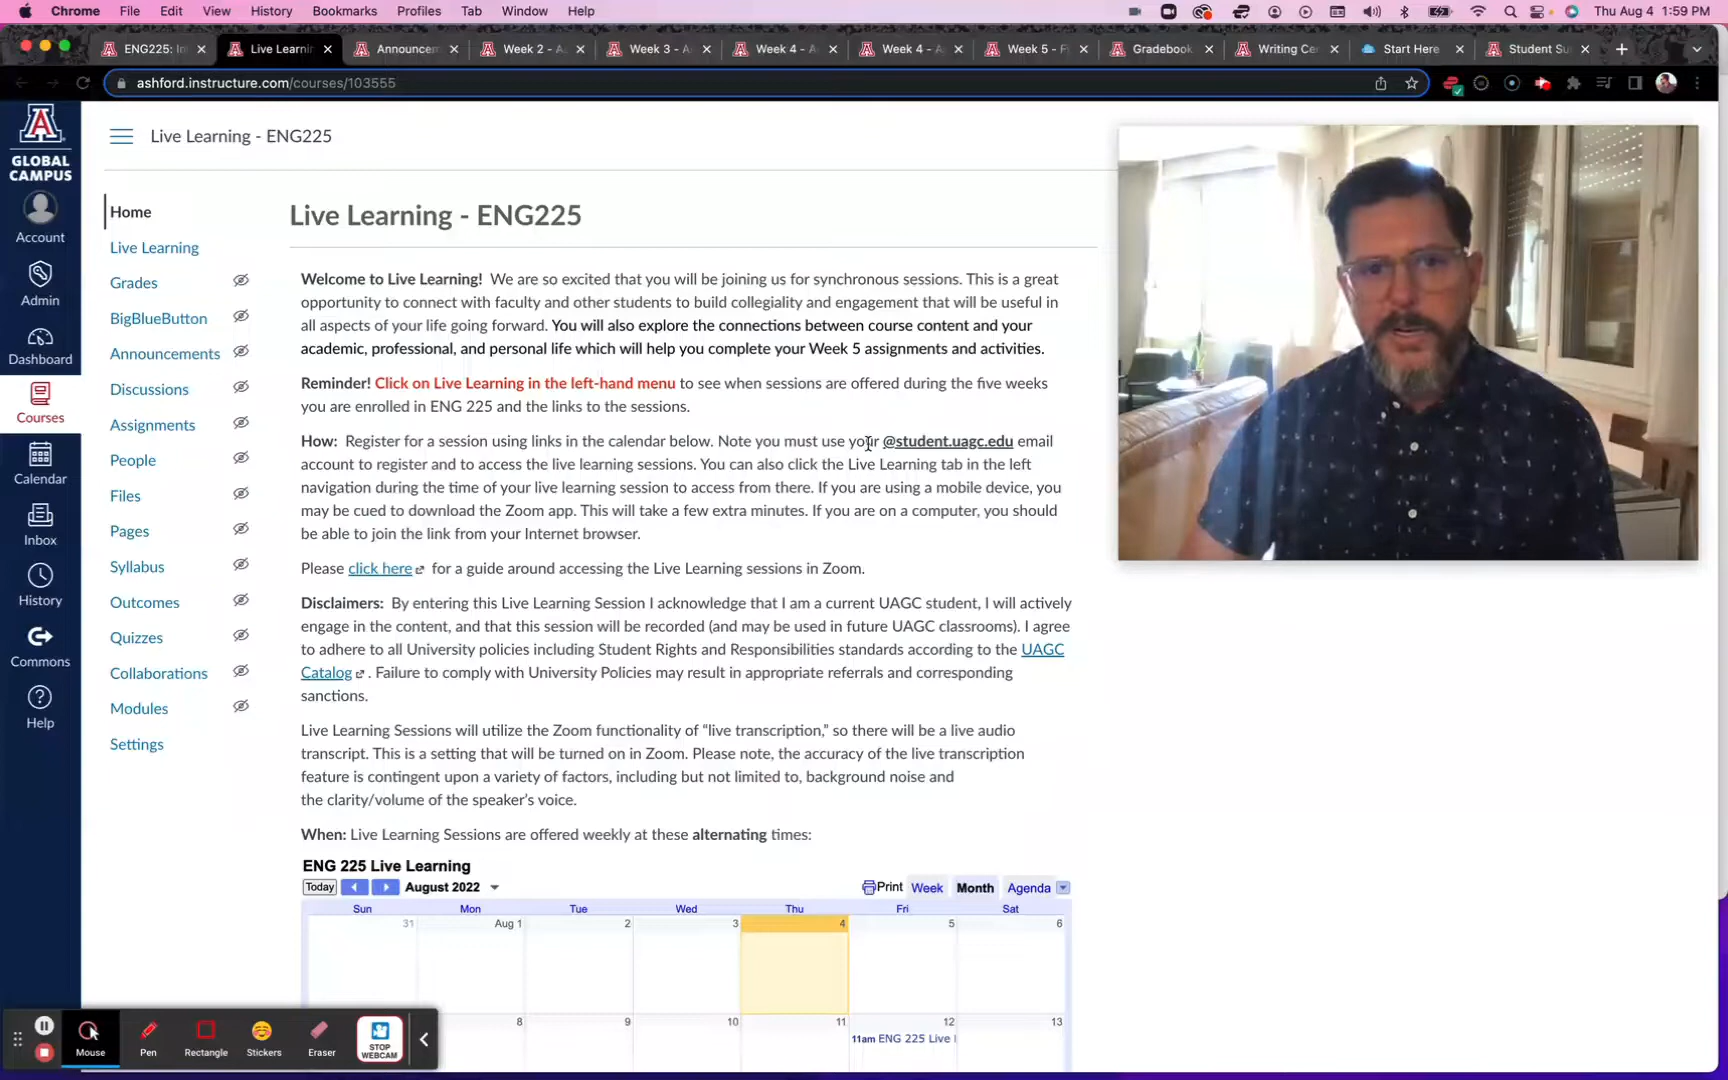 Chrome File Edit View History Bookmarks Profiles Tab Window Help Thu Aug 4 1:59 PM
ENG225: In Live Learnin Announcem Week 2 - A Week 3 - A Week 4 - A Week 4 - A Week 5 - F Gradebook Writing Ce Start Here Student Su
ashford.instructure.com/courses/103555
GLOBAL CAMPUS
Account
Admin
Dashboard
Courses
Calendar
Inbox
History
Commons
Help
Live Learning - ENG225
Home
Live Learning
Grades
BigBlueButton
Announcements
Discussions
Assignments
People
Files
Pages
Syllabus
Outcomes
Quizzes
Collaborations
Modules
Settings
Live Learning - ENG225
Welcome to Live Learning! We are so excited that you will be joining us for synchronous sessions. This is a great
opportunity to connect with faculty and other students to build collegiality and engagement that will be useful in
all aspects of your life going forward. You will also explore the connections between course content and your
academic, professional, and personal life which will help you complete your Week 5 assignments and activities.
Reminder! Click on Live Learning in the left-hand menu to see when sessions are offered during the five weeks
you are enrolled in ENG 225 and the links to the sessions.
How: Register for a session using links in the calendar below. Note you must use your @student.uagc.edu email
account to register and to access the live learning sessions. You can also click the Live Learning tab in the left
navigation during the time of your live learning session to access from there. If you are using a mobile device, you
may be cued to download the Zoom app. This will take a few extra minutes. If you are on a computer, you should
be able to join the link from your Internet browser.
Please click here for a guide around accessing the Live Learning sessions in Zoom.
Disclaimers: By entering this Live Learning Session I acknowledge that I am a current UAGC student, I will actively
engage in the content, and that this session will be recorded (and may be used in future UAGC classrooms). I agree
to adhere to all University policies including Student Rights and Responsibilities standards according to the UAGC
Catalog . Failure to comply with University Policies may result in appropriate referrals and corresponding
sanctions.
Live Learning Sessions will utilize the Zoom functionality of “live transcription,” so there will be a live audio
transcript. This is a setting that will be turned on in Zoom. Please note, the accuracy of the live transcription
feature is contingent upon a variety of factors, including but not limited to, background noise and
the clarity/volume of the speaker’s voice.
When: Live Learning Sessions are offered weekly at these alternating times:
ENG 225 Live Learning
Today August 2022 Print Week Month Agenda
Sun Mon Tue Wed Thu Fri Sat
31 Aug 1 2 3 4 5 6
8 9 10 11 12 13
11am ENG 225 Live
Mouse Pen Rectangle Stickers Eraser STOP WEBCAM